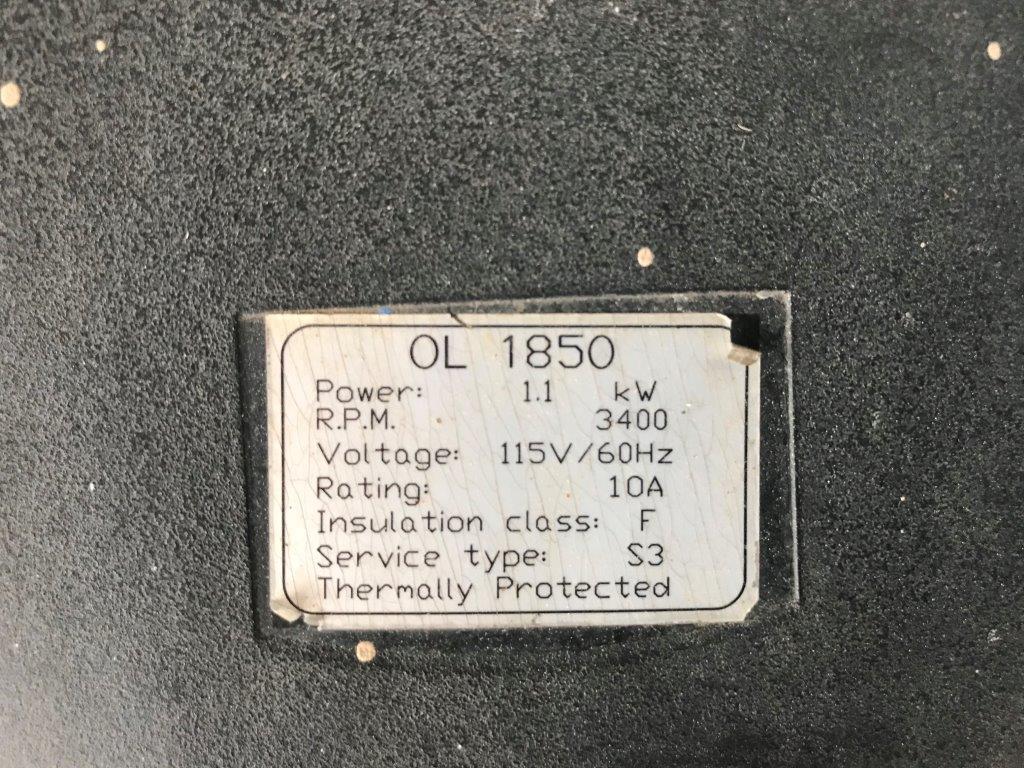 OL 1850
Power: 1.1 kW
R.P.M. 3400
Voltage: 115V/60Hz
Rating: 10A
Insulation class: F
Service type: S3
Thermally Protected